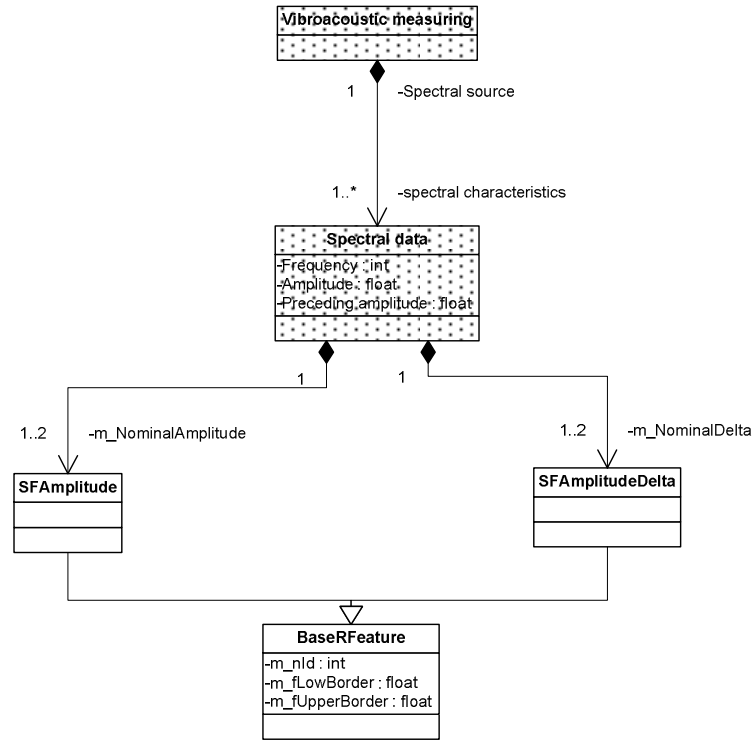 Vibroacoustic measuring
1 -Spectral source
1..* -spectral characteristics
Spectral data
-Frequency : int
-Amplitude : float
-Preceding amplitude : float
1 1
1..2 -m_NominalAmplitude 1..2 -m_NominalDelta
SFAmplitude SFAmplitudeDelta
BaseRFeature
-m_nId : int
-m_fLowBorder : float
-m_fUpperBorder : float